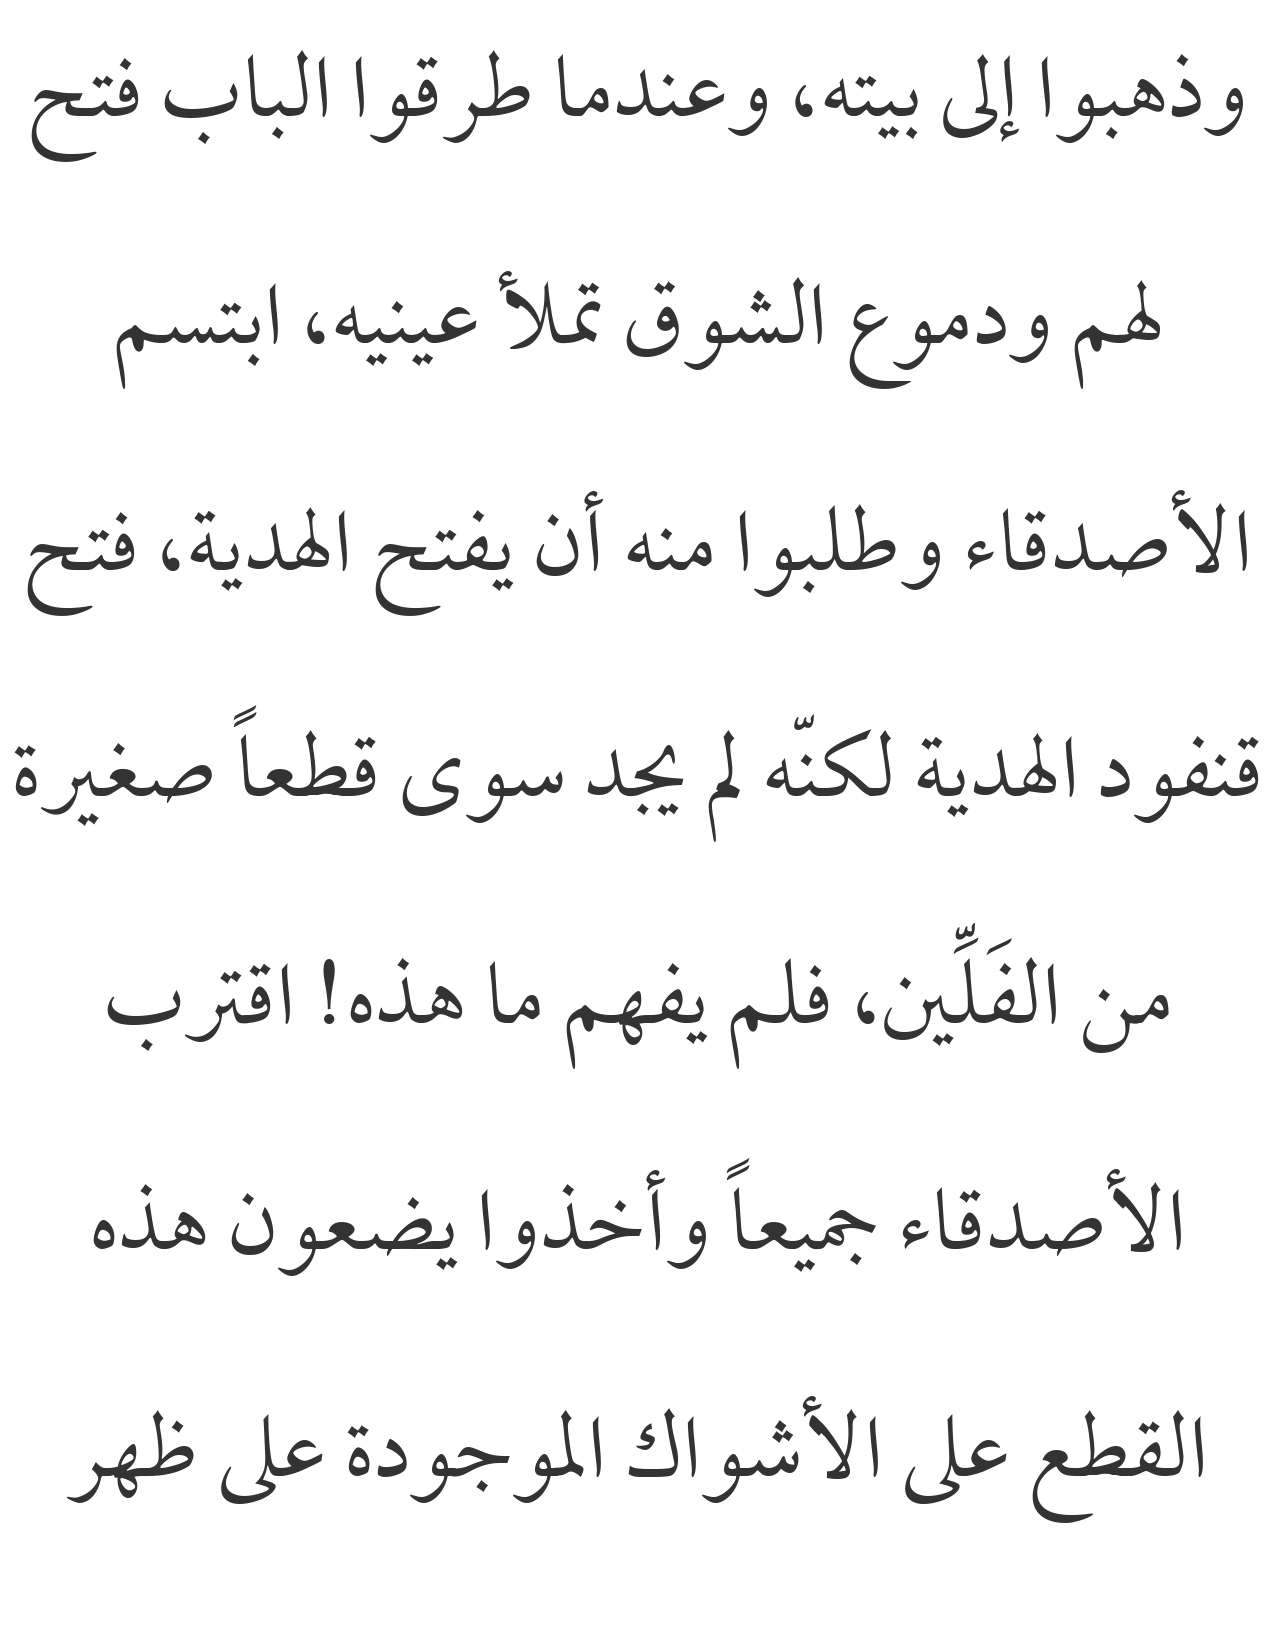 وذهبوا إلى بيته، وعندما طرقوا الباب فتح
لهم ودموع الشوق تملأ عينيه، ابتسم
الأصدقاء وطلبوا منه أن يفتح الهدية، فتح
قنفود الهدية لكنّه لم يجد سوى قطعاً صغيرة
من الفَلِّين، فلم يفهم ما هذه! اقترب
الأصدقاء جميعاً وأخذوا يضعون هذه
القطع على الأشواك الموجودة على ظهر